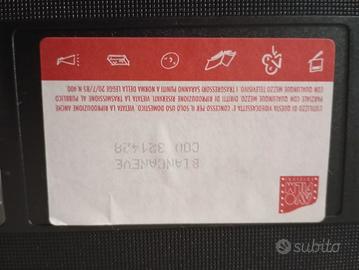 BIANCANEVE
COD 321428
L'UTILIZZO DI QUESTA VIDEOCASSETTA E' CONCESSO PER IL SOLO USO DOMESTICO. VIETATA LA RIPRODUZIONE ANCHE
PARZIALE CON QUALUNQUE MEZZO. DIRITTI DI RIPRODUZIONE RISERVATI. VIETATA LA TRASMISSIONE AL PUBBLICO
CON QUALUNQUE MEZZO TELEVISIVO. I TRASGRESSORI SARANNO PUNITI A NORMA DELLA LEGGE 20/7/85 N 400
subito